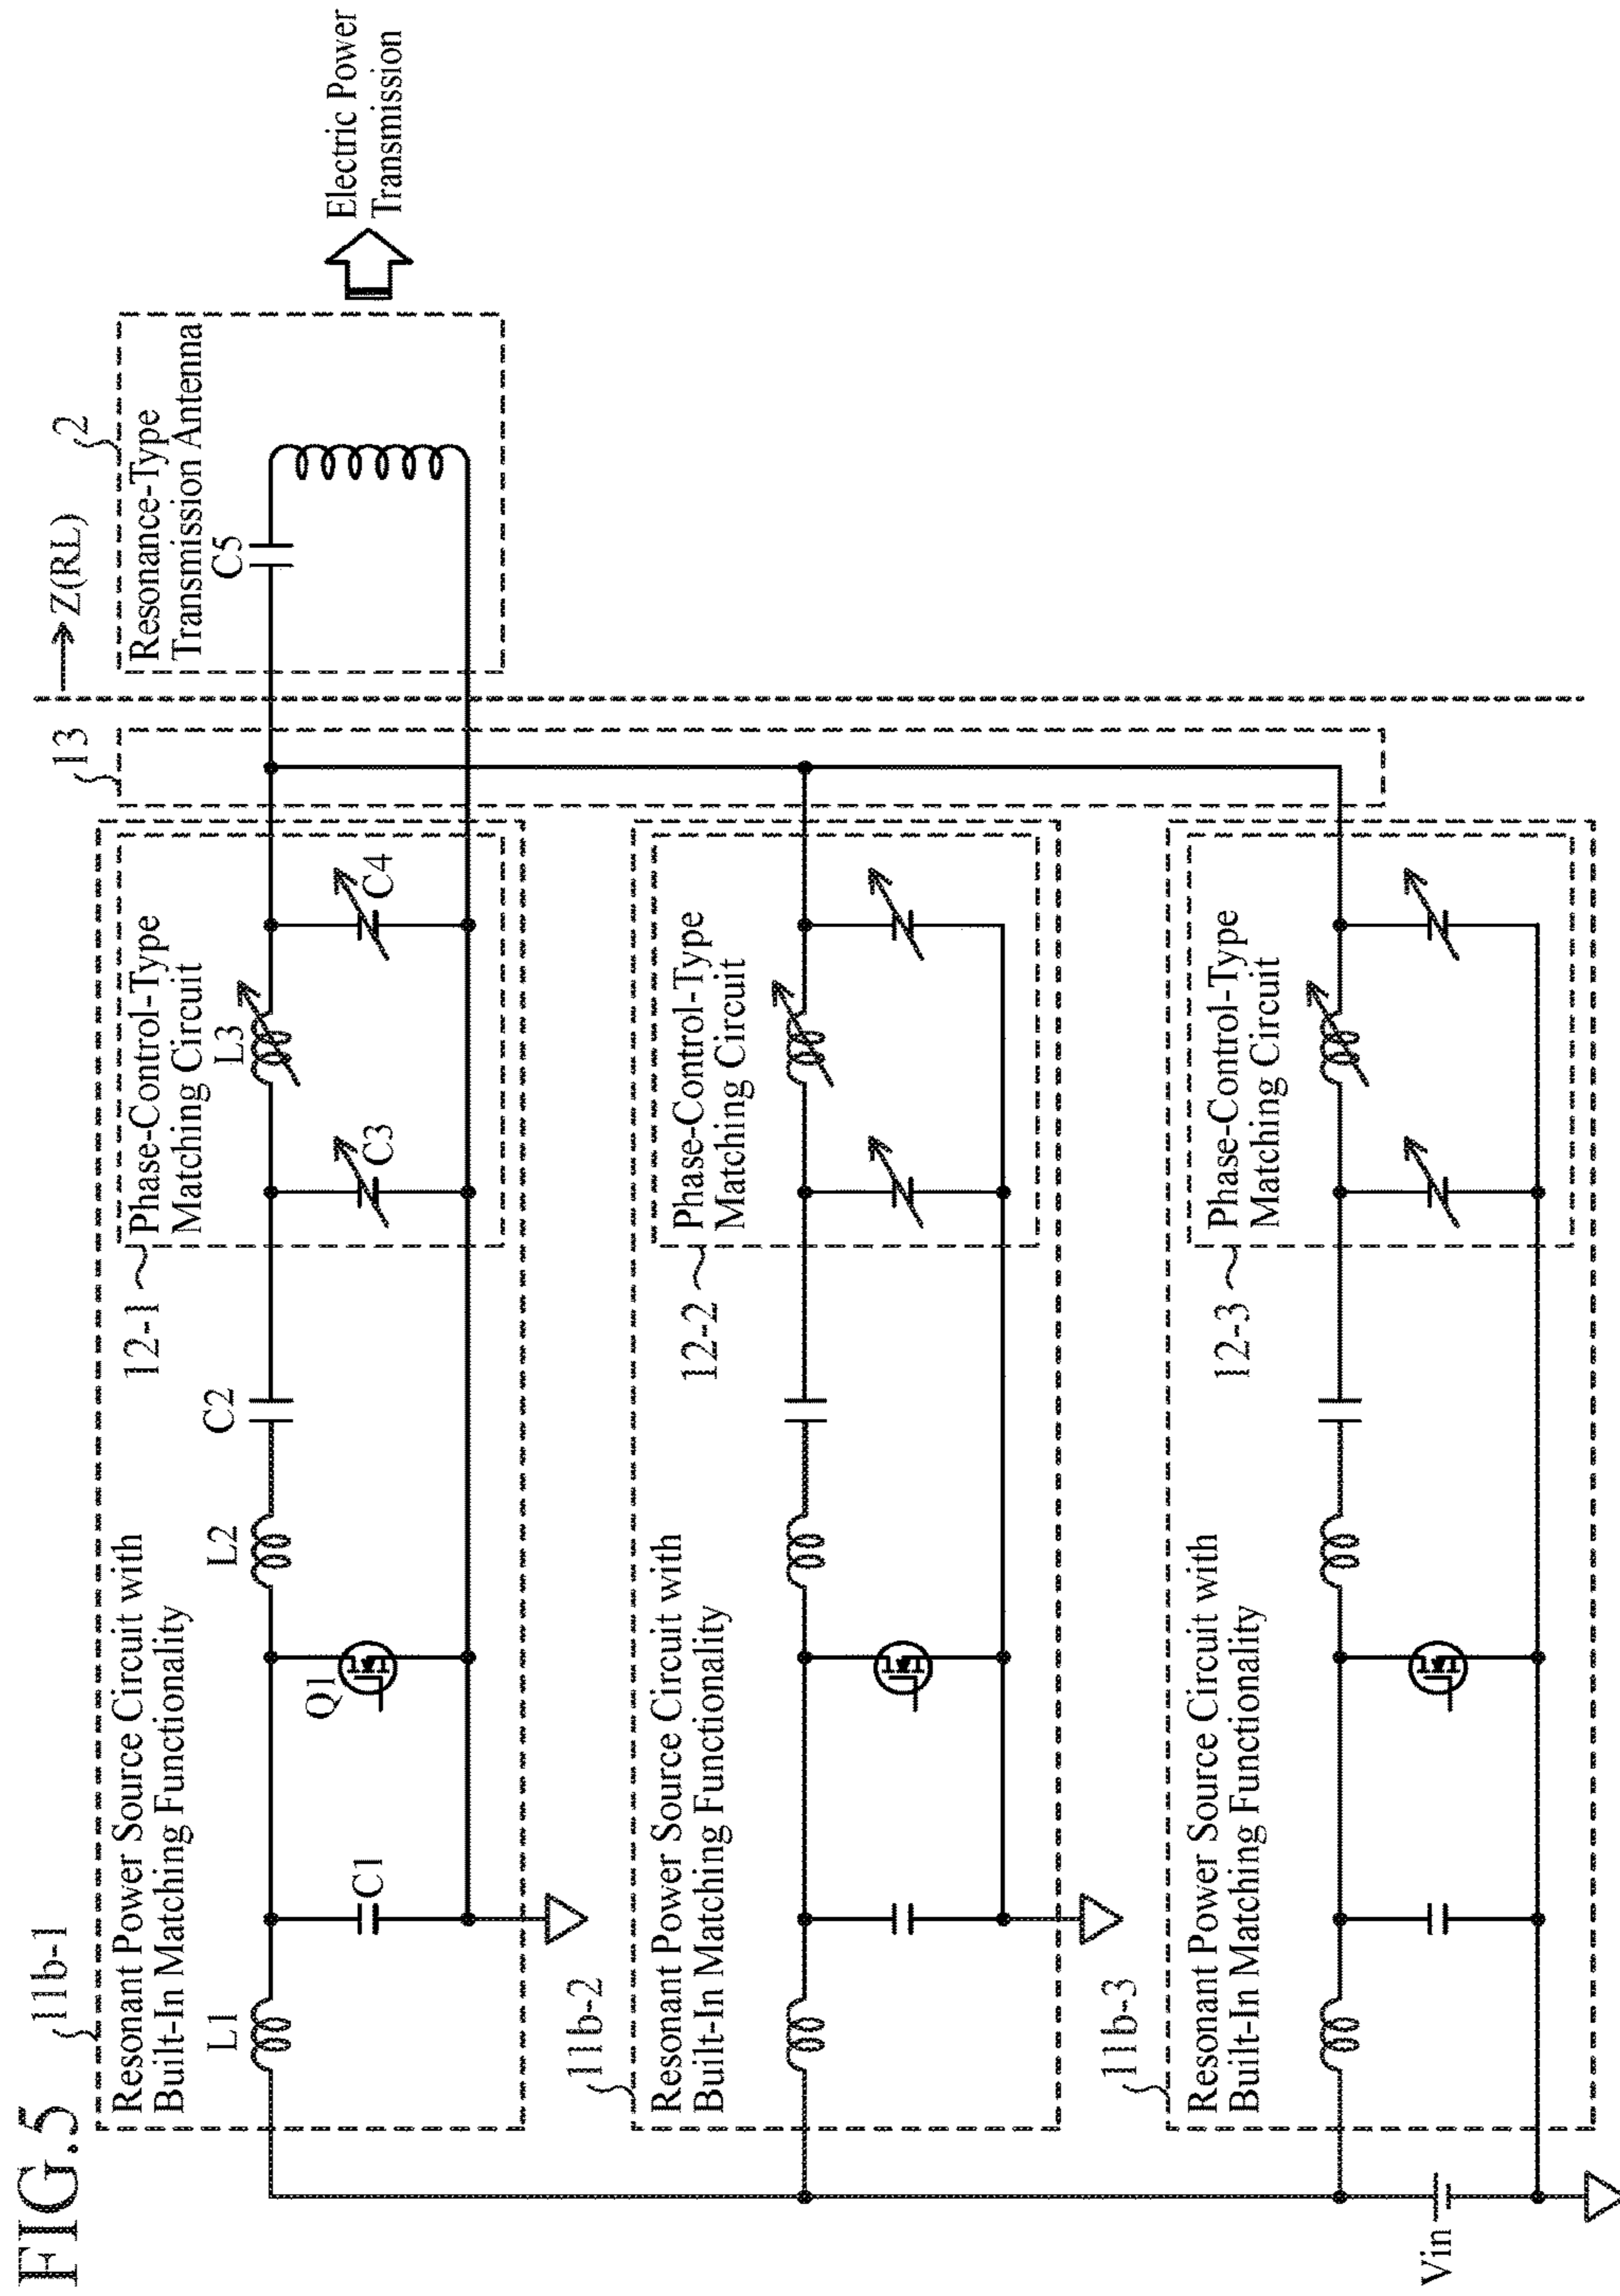 FIG.5
11b-1
Resonant Power Source Circuit with
Built-In Matching Functionality
L1
C1
Q1
L2
C2
12-1
Phase-Control-Type
Matching Circuit
C3
L3
C4
13
Z(RL)
2
Resonance-Type
Transmission Antenna
C5
Electric Power
Transmission
11b-2
Resonant Power Source Circuit with
Built-In Matching Functionality
12-2
Phase-Control-Type
Matching Circuit
11b-3
Resonant Power Source Circuit with
Built-In Matching Functionality
12-3
Phase-Control-Type
Matching Circuit
Vin